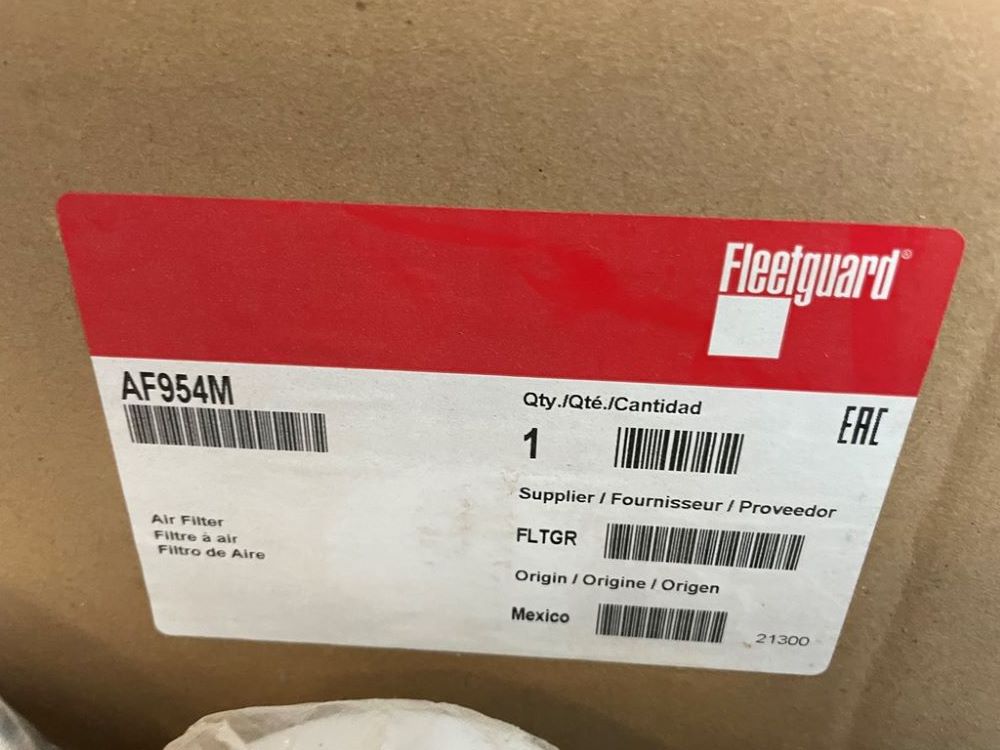 Fleetguard®
AF954M
Qty./Qté./Cantidad
1
EAC
Supplier / Fournisseur / Proveedor
FLTGR
Air Filter
Filtre à air
Filtro de Aire
Origin / Origine / Origen
Mexico
21300